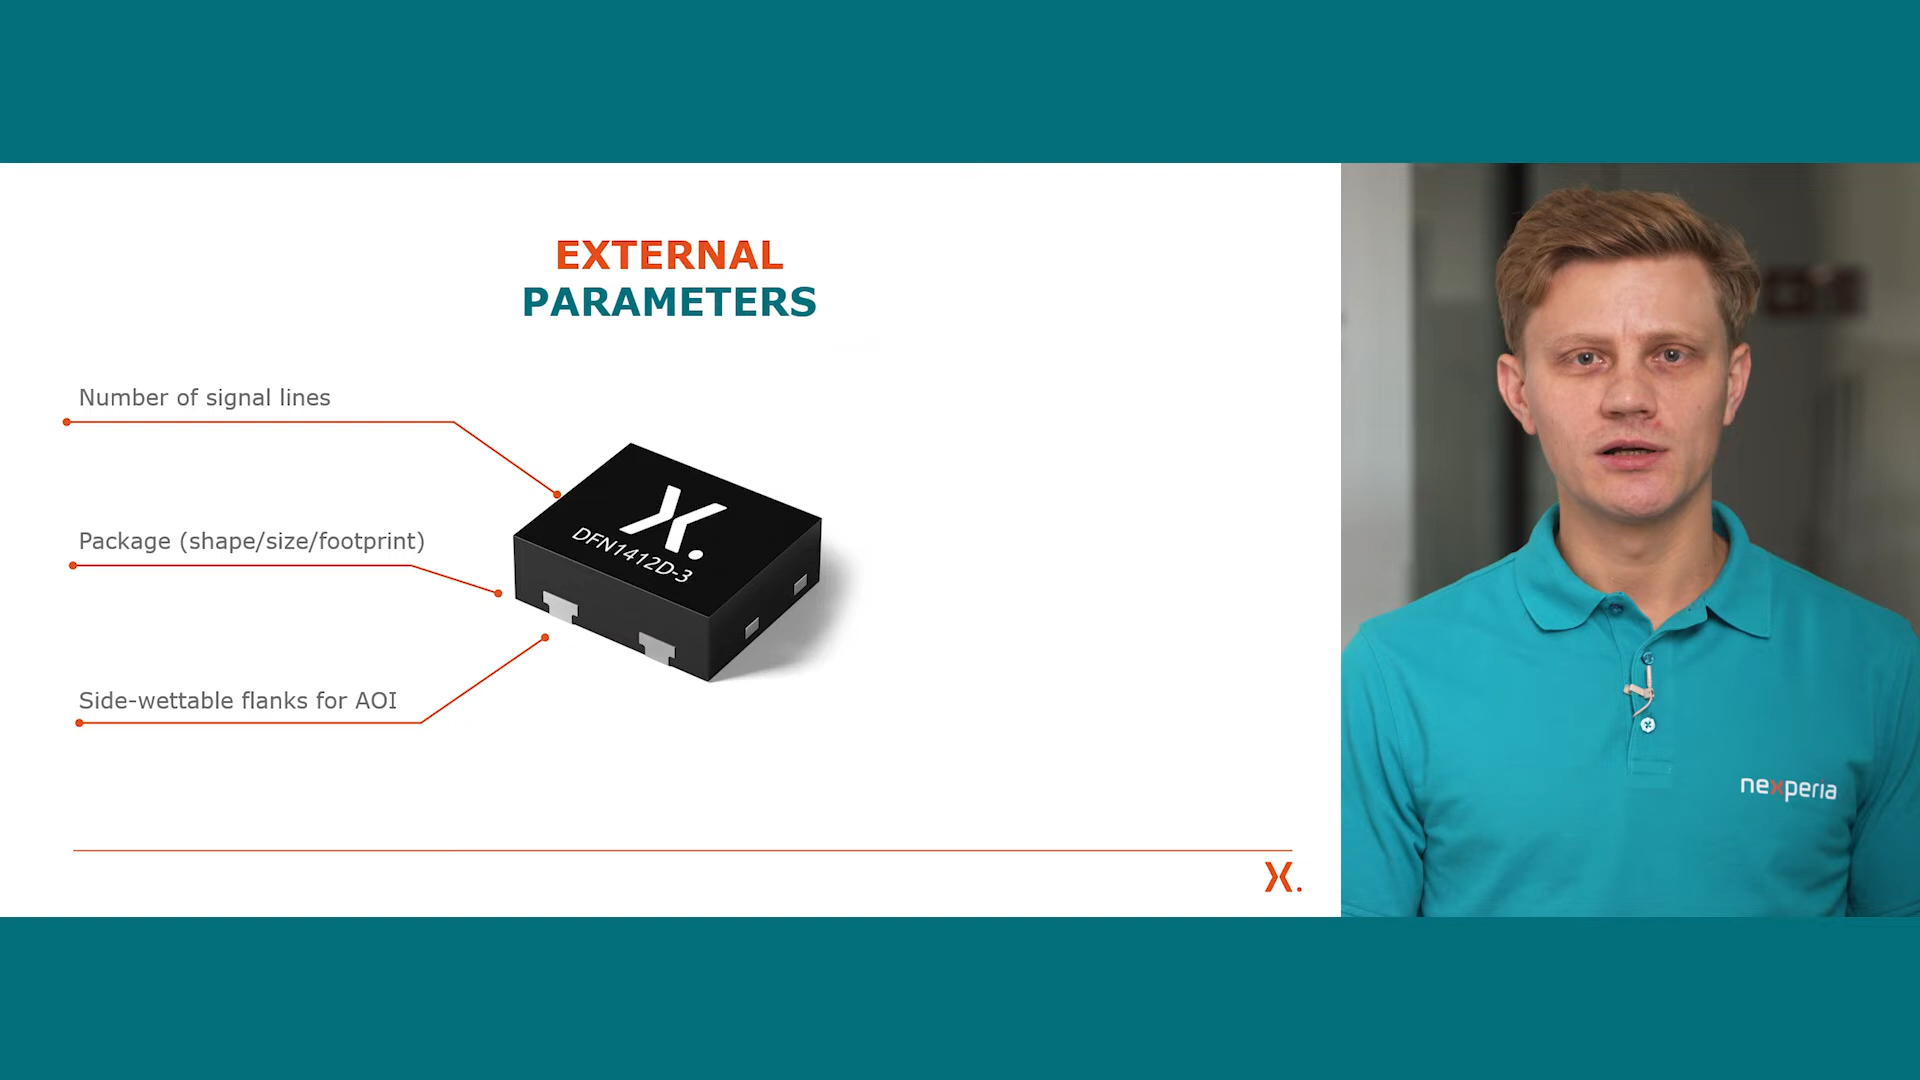 EXTERNAL
PARAMETERS
Number of signal lines
Package (shape/size/footprint)
Side-wettable flanks for AOI
X.
DFN1412D-3
X.
nexperia